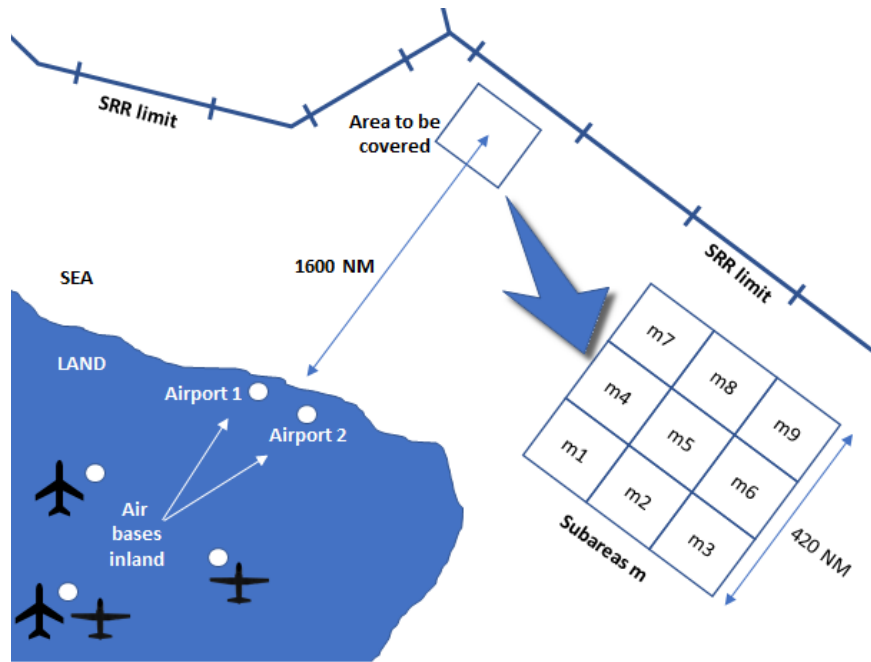 SRR limit
Area to be
covered
1600 NM
SEA
SRR limit
LAND
Airport 1
Airport 2
Air
bases
inland
m7
m8
m9
m4
m5
m6
m1
m2
m3
420 NM
Subareas m